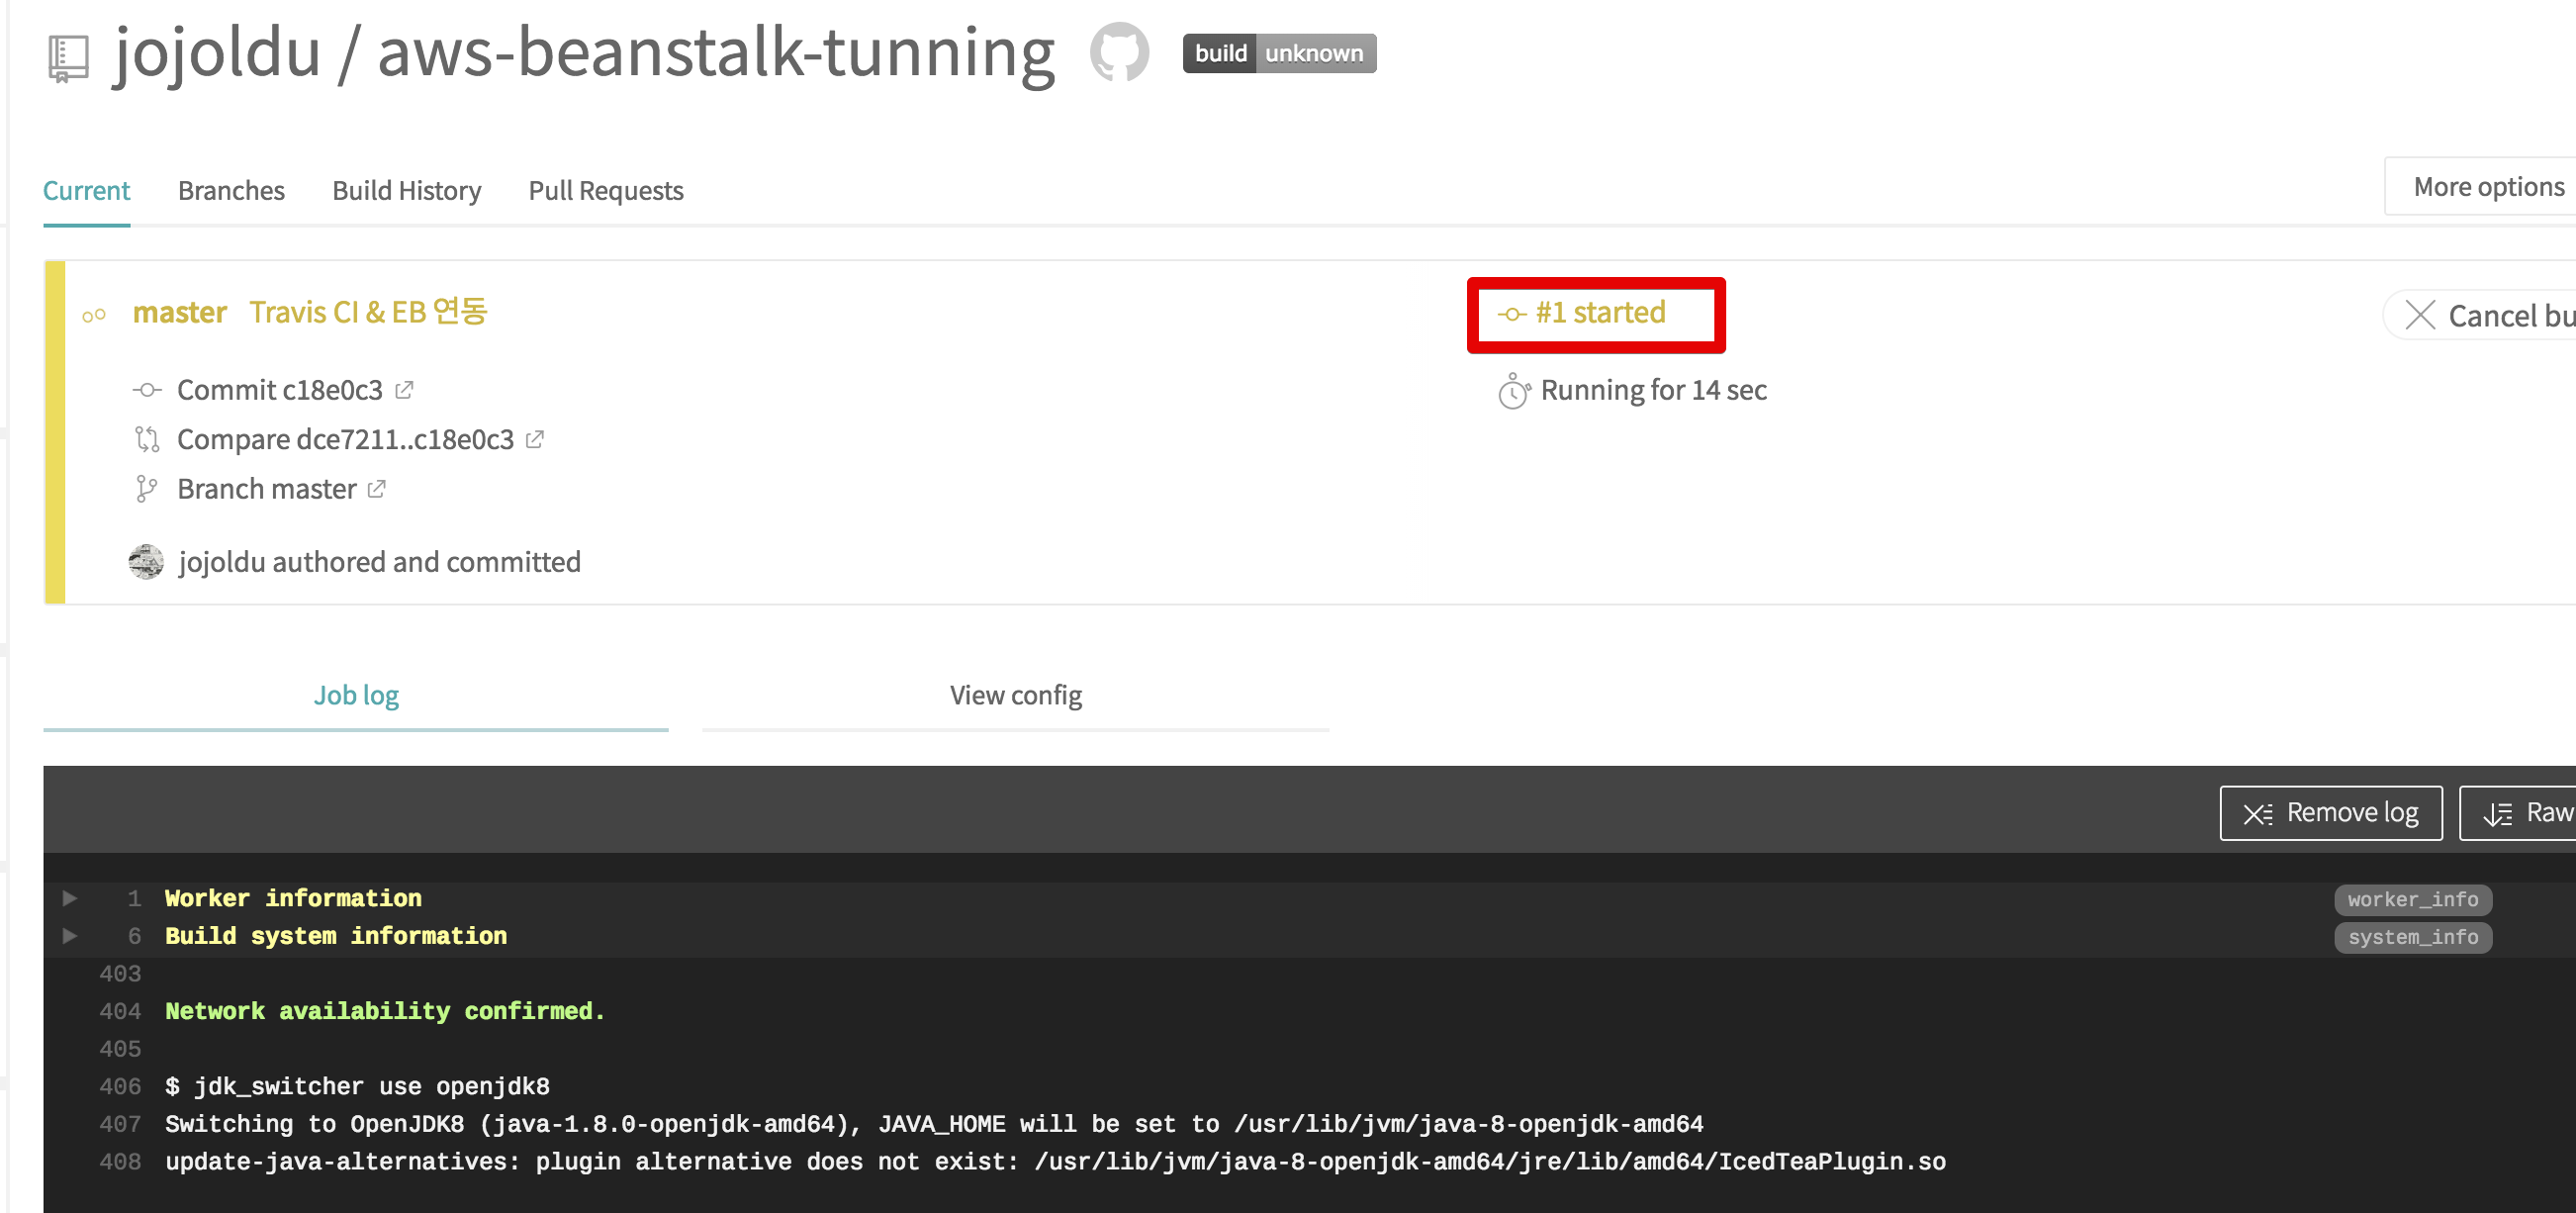 jojoldu / aws-beanstalk-tunning build unknown
Current Branches Build History Pull Requests More options
master Travis CI & EB 연동 #1 started Cancel bu
Commit c18e0c3 Running for 14 sec
Compare dce7211..c18e0c3
Branch master
jojoldu authored and committed
Job log View config
Remove log Raw
1 Worker information worker_info
6 Build system information system_info
403
404 Network availability confirmed.
405
406 $ jdk_switcher use openjdk8
407 Switching to OpenJDK8 (java-1.8.0-openjdk-amd64), JAVA_HOME will be set to /usr/lib/jvm/java-8-openjdk-amd64
408 update-java-alternatives: plugin alternative does not exist: /usr/lib/jvm/java-8-openjdk-amd64/jre/lib/amd64/IcedTeaPlugin.so